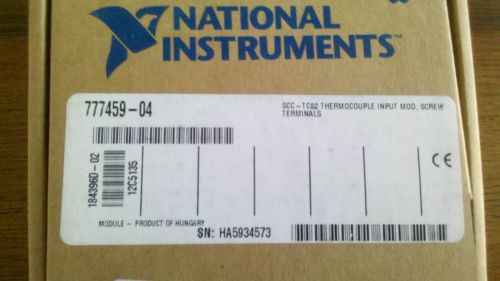 NATIONAL
INSTRUMENTS™
777459-04
SCC-TC02 THERMOCOUPLE INPUT MOD, SCREW
TERMINALS
184396D-02
12C5135
CE
MODULE - PRODUCT OF HUNGARY
SN: HA5934573